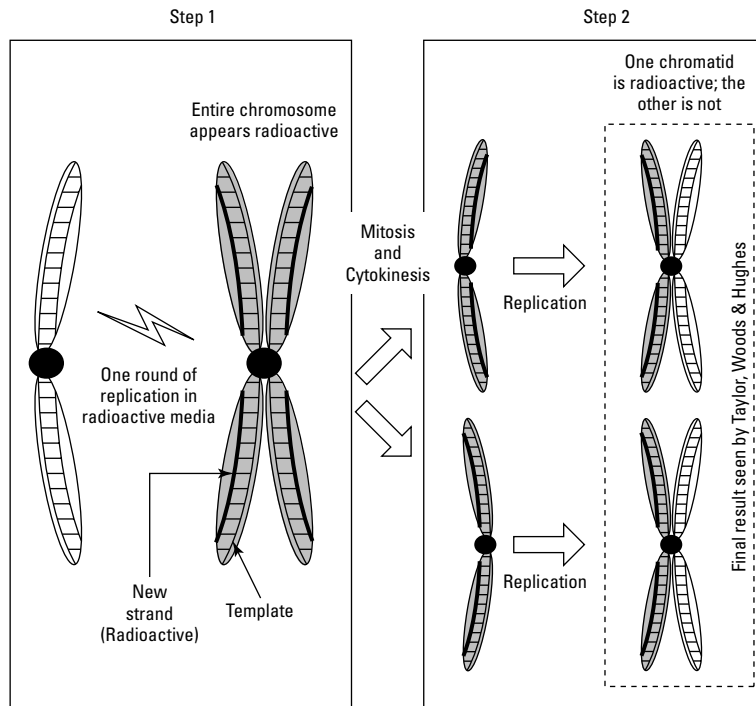 Step 1
Step 2
Entire chromosome
appears radioactive
One round of
replication in
radioactive media
New
strand
(Radioactive)
Template
Mitosis
and
Cytokinesis
One chromatid
is radioactive; the
other is not
Replication
Replication
Final result seen by Taylor, Woods & Hughes